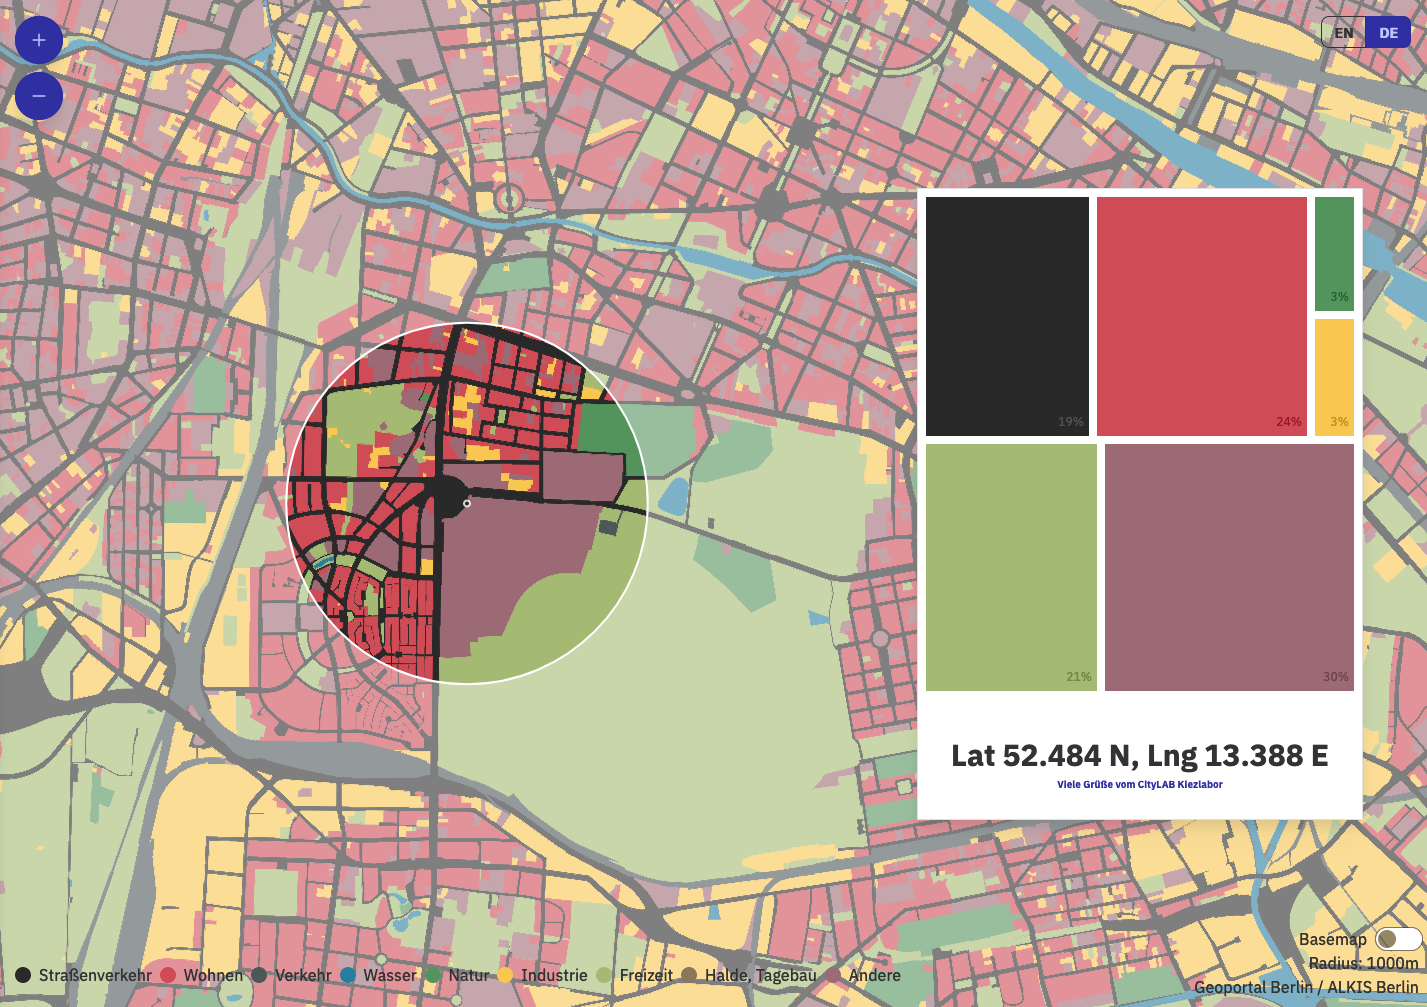 +
EN DE
−
3%
19%
24%
3%
21%
30%
Lat 52.484 N, Lng 13.388 E
Viele Grüße vom CityLAB Kiezlabor
Basemap
Radius: 1000m
Straßenverkehr Wohnen Verkehr Wasser Natur Industrie Freizeit Halde, Tagebau Andere
Geoportal Berlin / ALKIS Berlin